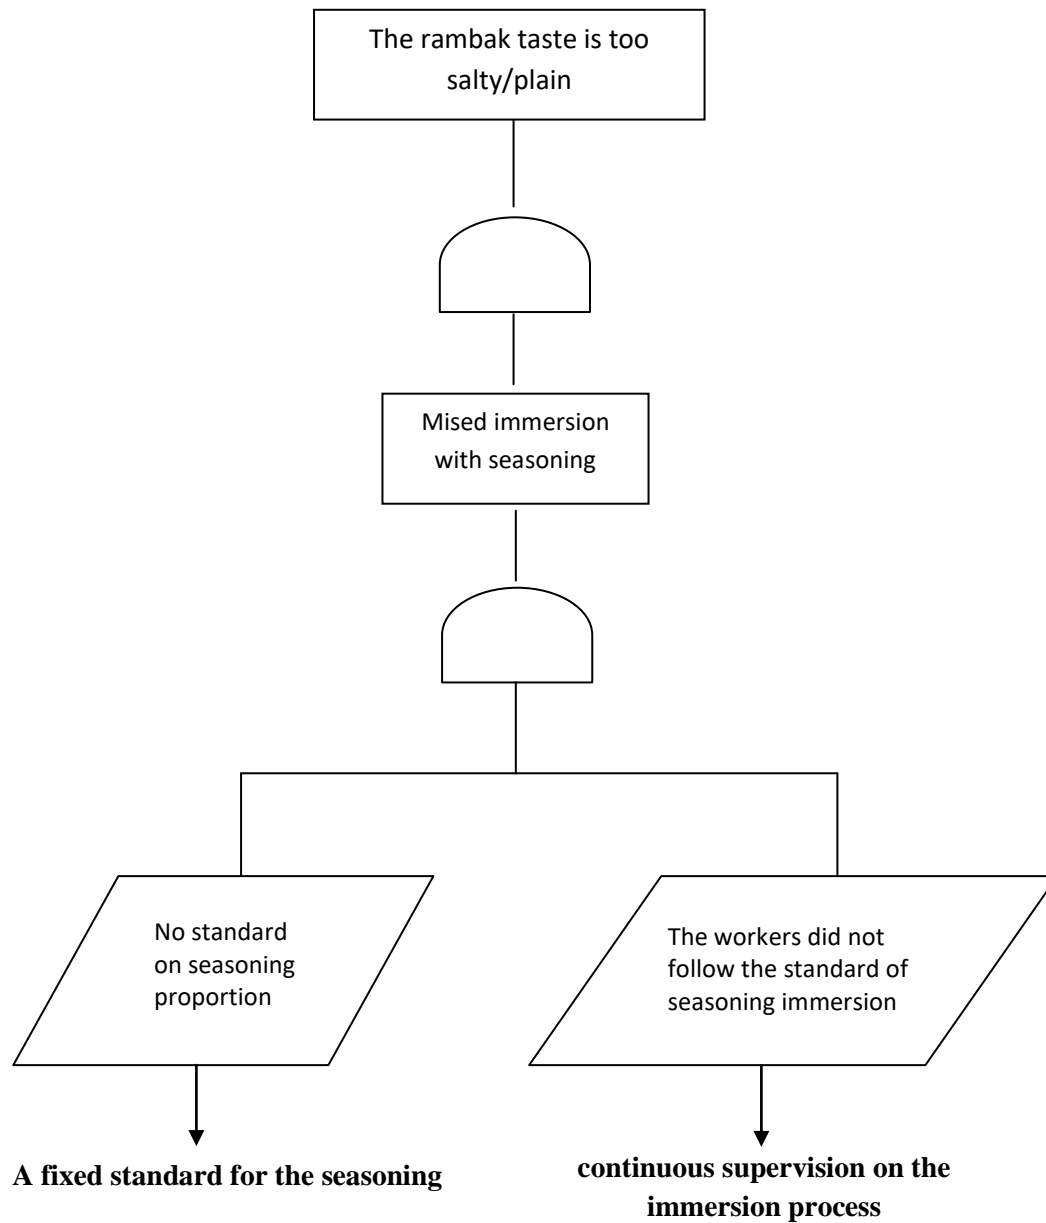 The rambak taste is too
salty/plain
Mised immersion
with seasoning
No standard
on seasoning
proportion
The workers did not
follow the standard of
seasoning immersion
A fixed standard for the seasoning
continuous supervision on the
immersion process